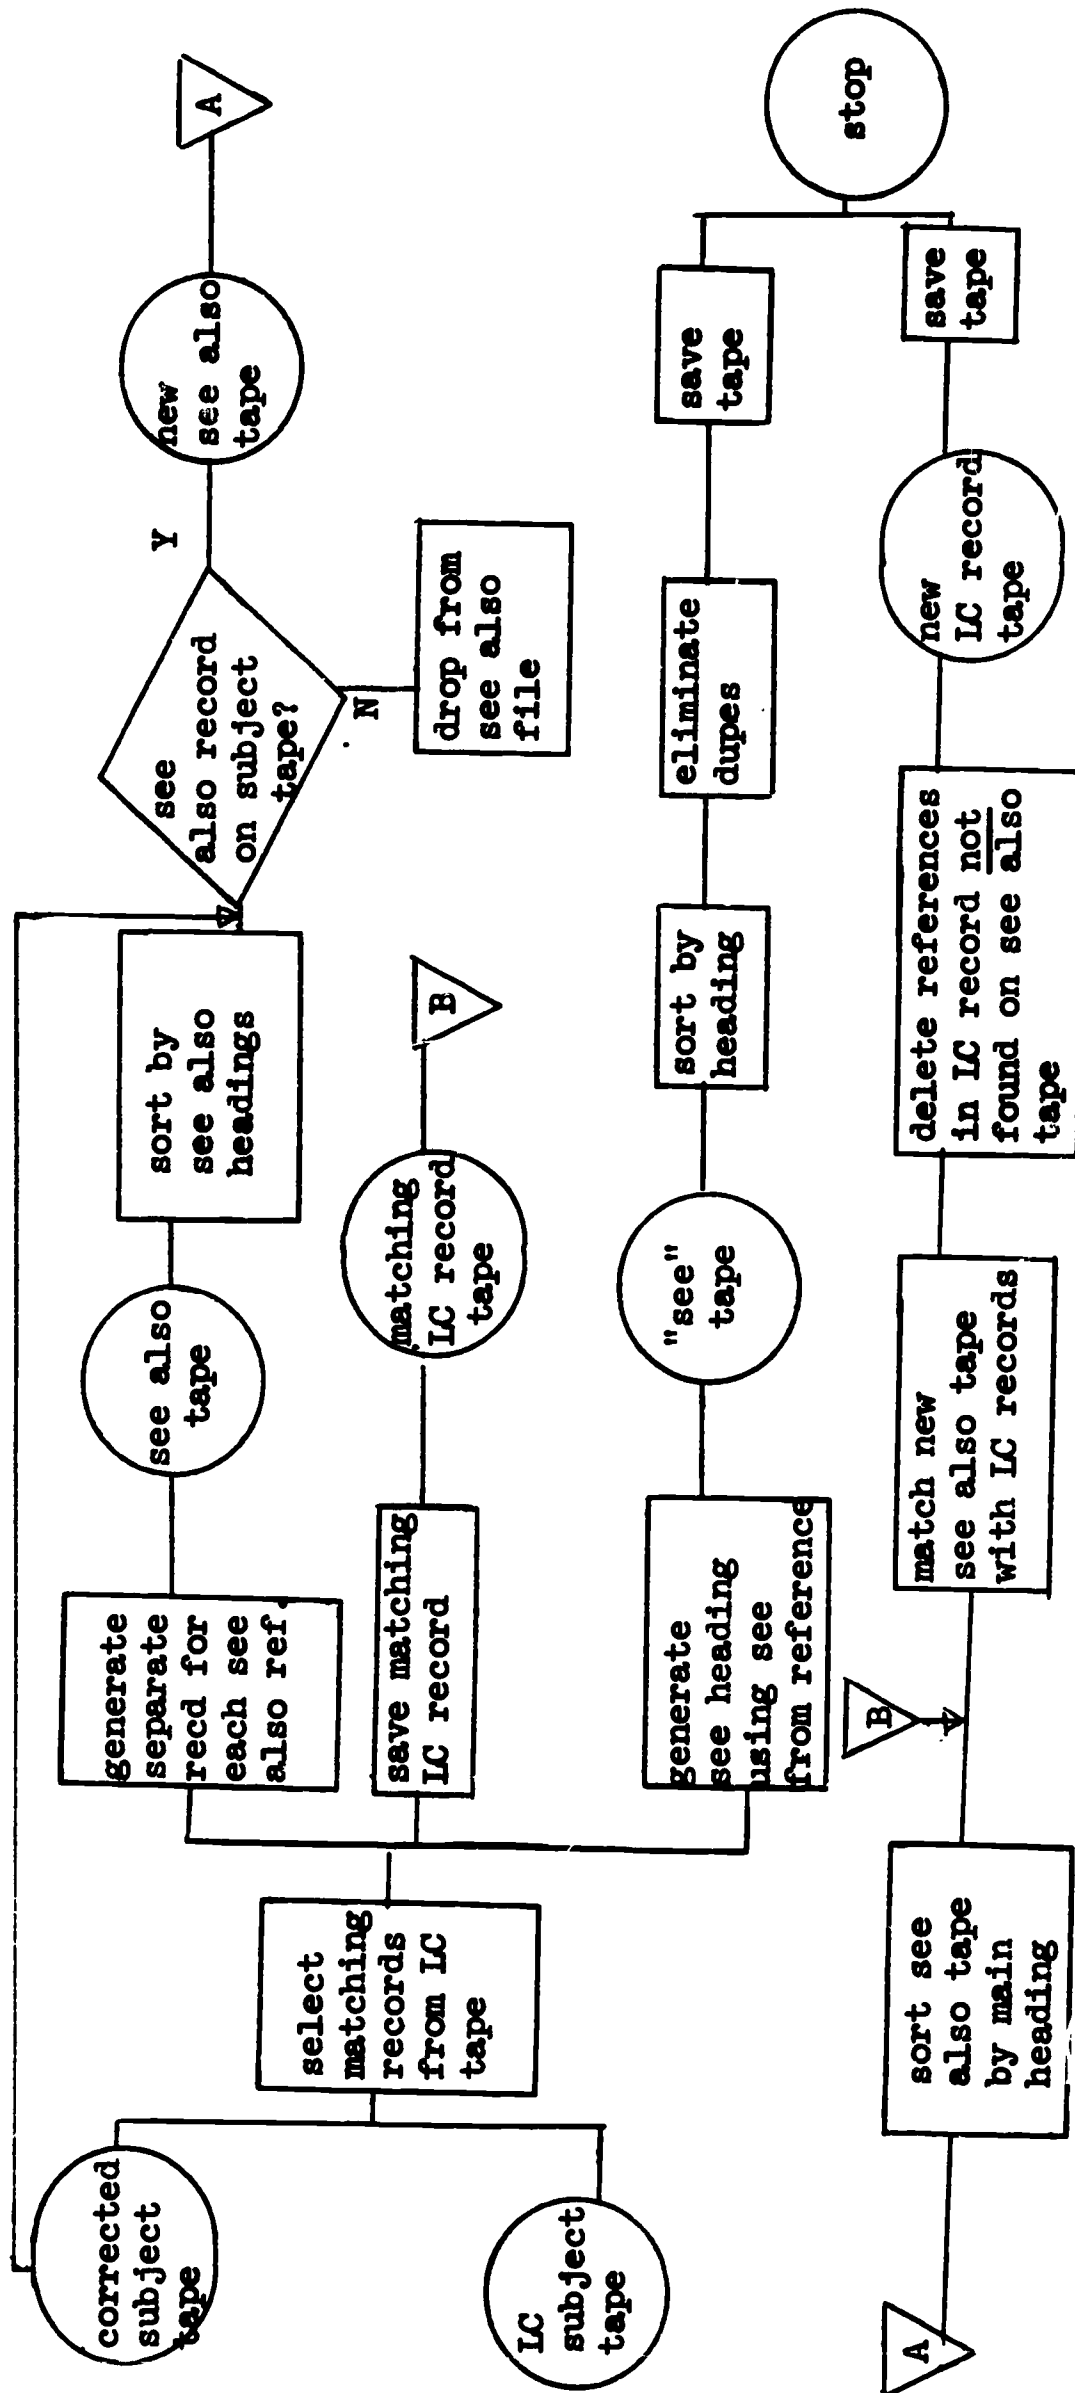 corrected
subject
tape
LC
subject
tape
select
matching
records
from LC
tape
generate
separate
recd for
each see
also ref.
see also
tape
sort by
see also
headings
see
also record
on subject
tape?
Y
N
new
see also
tape
A
drop from
see also
file
save matching
LC record
matching
LC record
tape
B
generate
see heading
using see
from reference
"see"
tape
sort by
heading
eliminate
dupes
save
tape
stop
A
sort see
also tape
by main
heading
B
match new
see also tape
with LC records
delete references
in LC record not
found on see also
tape
new
LC record
tape
save
tape